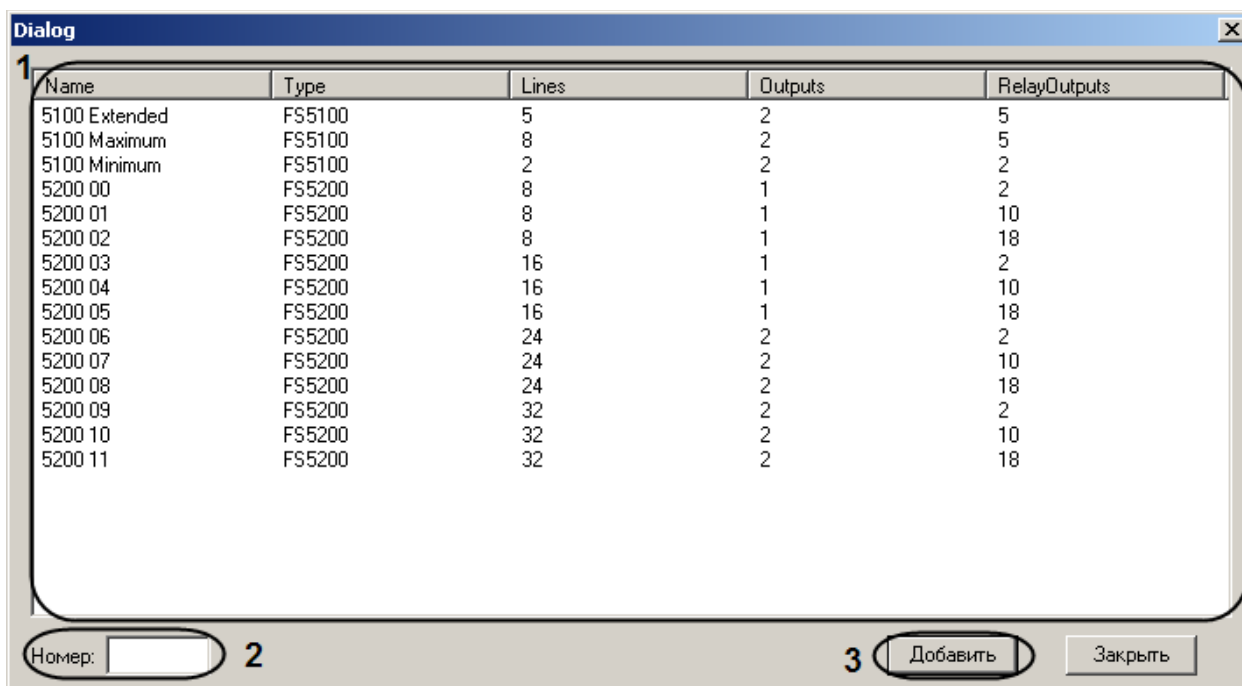 Dialog
1
Name Type Lines Outputs RelayOutputs
5100 Extended FS5100 5 2 5
5100 Maximum FS5100 8 2 5
5100 Minimum FS5100 2 2 2
5200 00 FS5200 8 1 2
5200 01 FS5200 8 1 10
5200 02 FS5200 8 1 18
5200 03 FS5200 16 1 2
5200 04 FS5200 16 1 10
5200 05 FS5200 16 1 18
5200 06 FS5200 24 2 2
5200 07 FS5200 24 2 10
5200 08 FS5200 24 2 18
5200 09 FS5200 32 2 2
5200 10 FS5200 32 2 10
5200 11 FS5200 32 2 18
Номер: 2 3 Добавить Закрыть